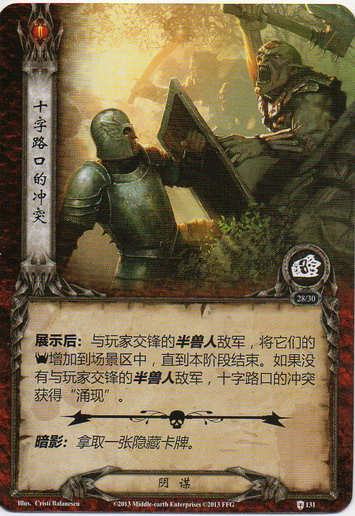 十字路口的冲突
28/30
展示后：与玩家交锋的半兽人敌军，将它们的
增加到场景区中，直到本阶段结束。如果没
有与玩家交锋的半兽人敌军，十字路口的冲突
获得“涌现”。
暗影：拿取一张隐藏卡牌。
阴谋
Illus. Cristi Balanescu
©2013 Middle-earth Enterprises ©2013 FFG
131